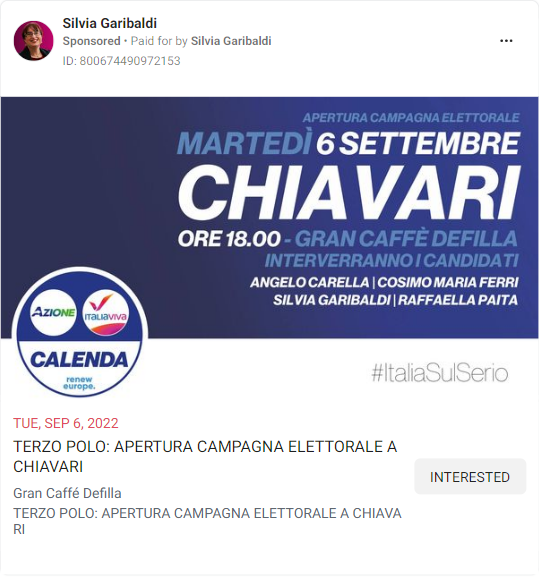 Silvia Garibaldi
Sponsored • Paid for by Silvia Garibaldi
ID: 800674490972153
APERTURA CAMPAGNA ELETTORALE
MARTEDÌ 6 SETTEMBRE
CHIAVARI
ORE 18.00 - GRAN CAFFÈ DEFILLA
INTERVERRANNO I CANDIDATI
ANGELO CARELLA | COSIMO MARIA FERRI
SILVIA GARIBALDI | RAFFAELLA PAITA
AZIONE
ITALIAVIVA
CALENDA
renew
europe.
#ItaliaSulSerio
TUE, SEP 6, 2022
TERZO POLO: APERTURA CAMPAGNA ELETTORALE A
CHIAVARI
INTERESTED
Gran Caffé Defilla
TERZO POLO: APERTURA CAMPAGNA ELETTORALE A CHIAVA
RI